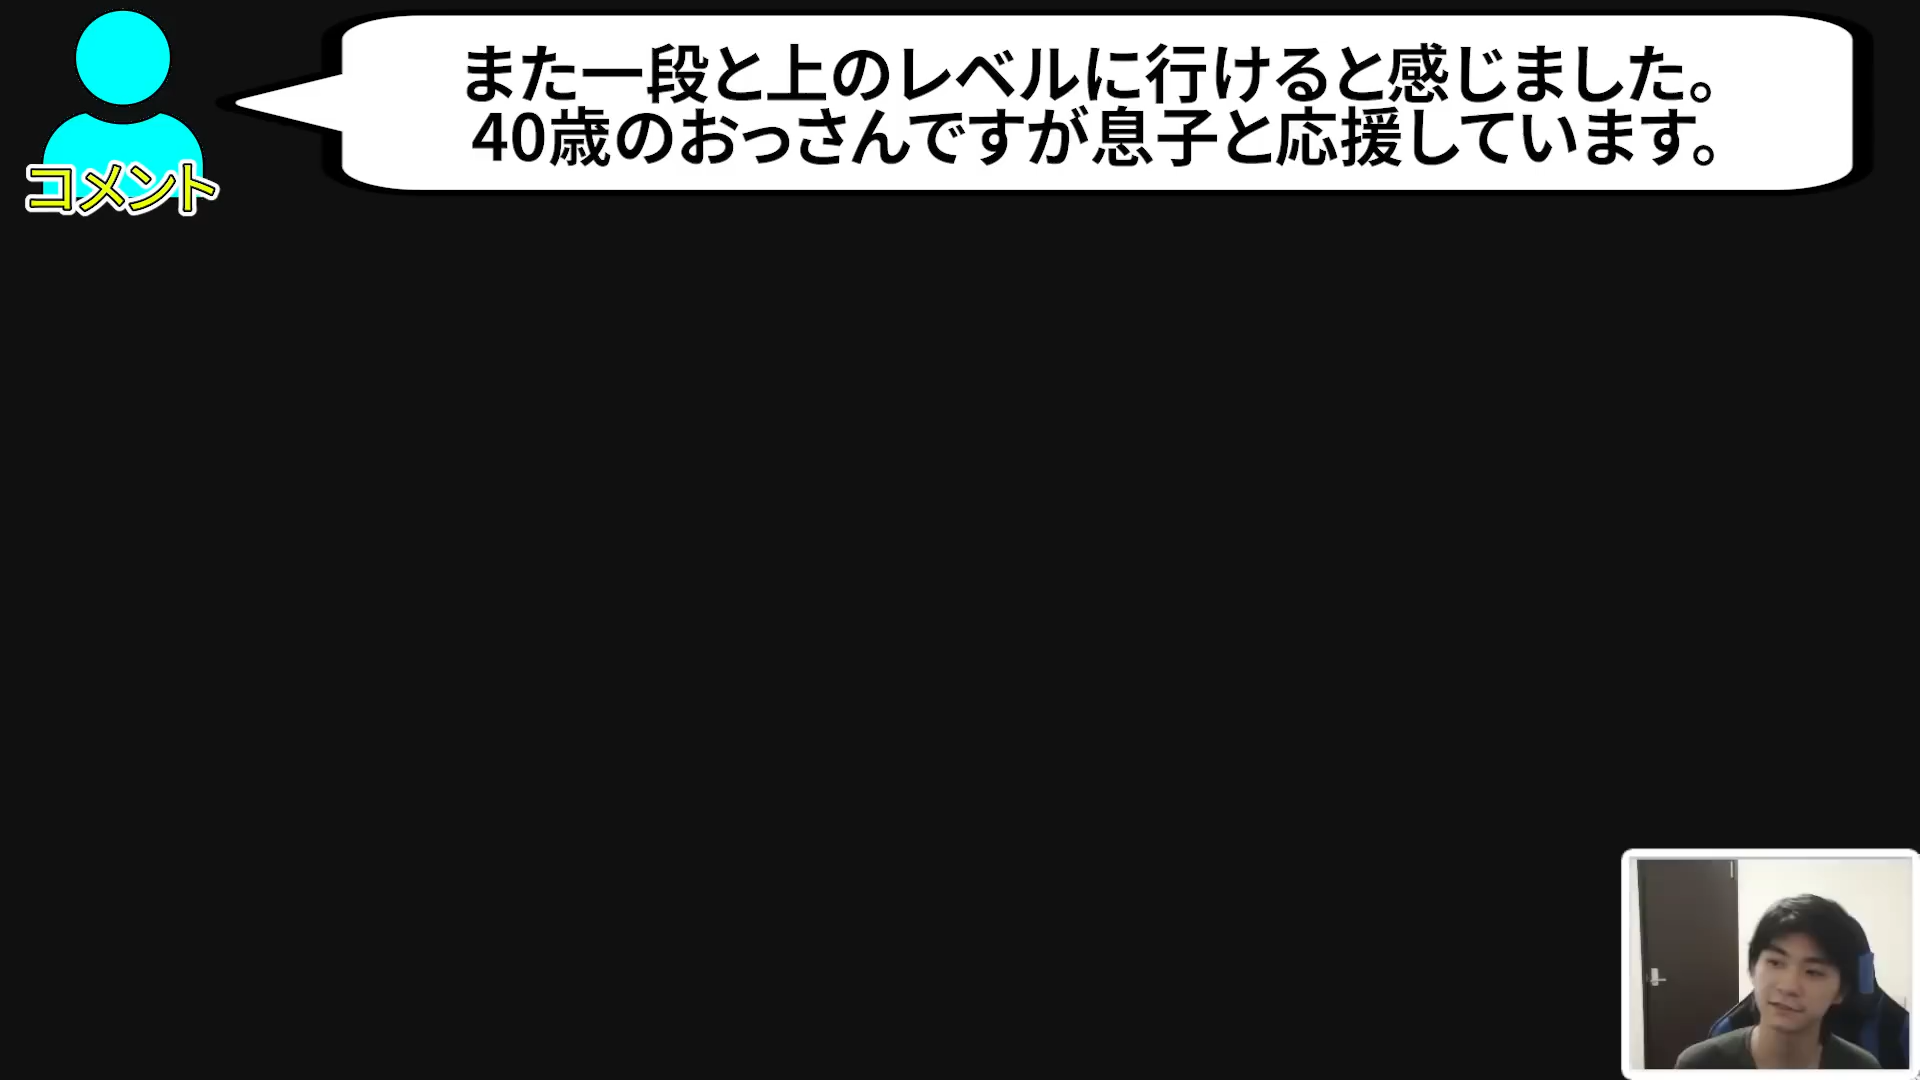 また一段と上のレベルに行けると感じました。
40歳のおっさんですが息子と応援しています。
コメント